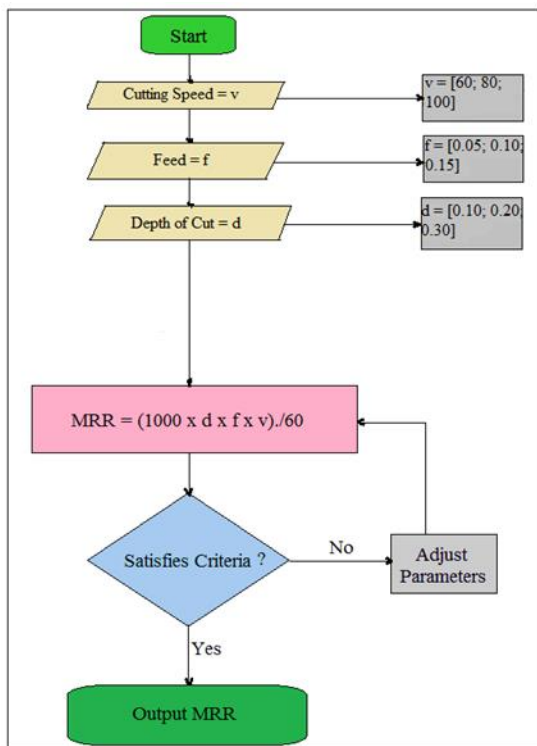 Start
Cutting Speed = v
v = [60; 80;
100]
Feed = f
f = [0.05; 0.10;
0.15]
Depth of Cut = d
d = [0.10; 0.20;
0.30]
MRR = (1000 x d x f x v)./60
Satisfies Criteria ?
No
Adjust
Parameters
Yes
Output MRR